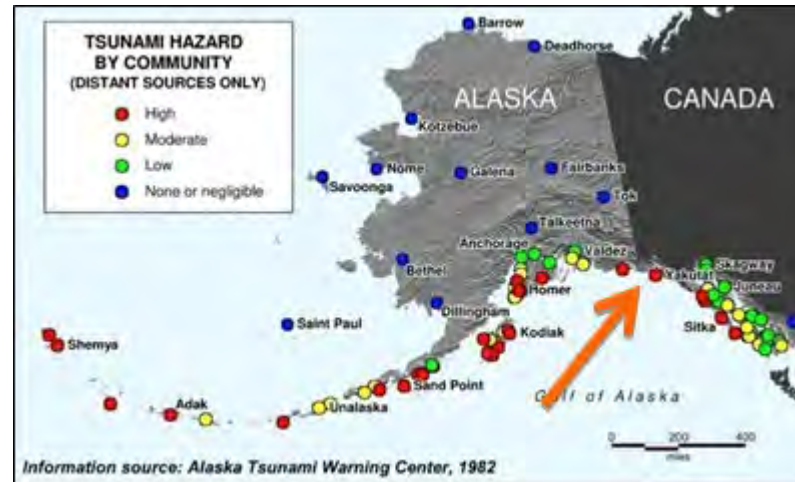 TSUNAMI HAZARD
BY COMMUNITY
(DISTANT SOURCES ONLY)
High
Moderate
Low
None or negligible
Barrow
Deadhorse
ALASKA
CANADA
Kotzebue
Nome
Galena
Fairbanks
Savoonga
Tok
Talkeetna
Anchorage
Valdez
Skagway
Bethel
Yakutat
Juneau
Homer
Dillingham
Saint Paul
Kodiak
Sitka
Shemya
Sand Point
Gulf of Alaska
Adak
Unalaska
0
200
400
miles
Information source: Alaska Tsunami Warning Center, 1982